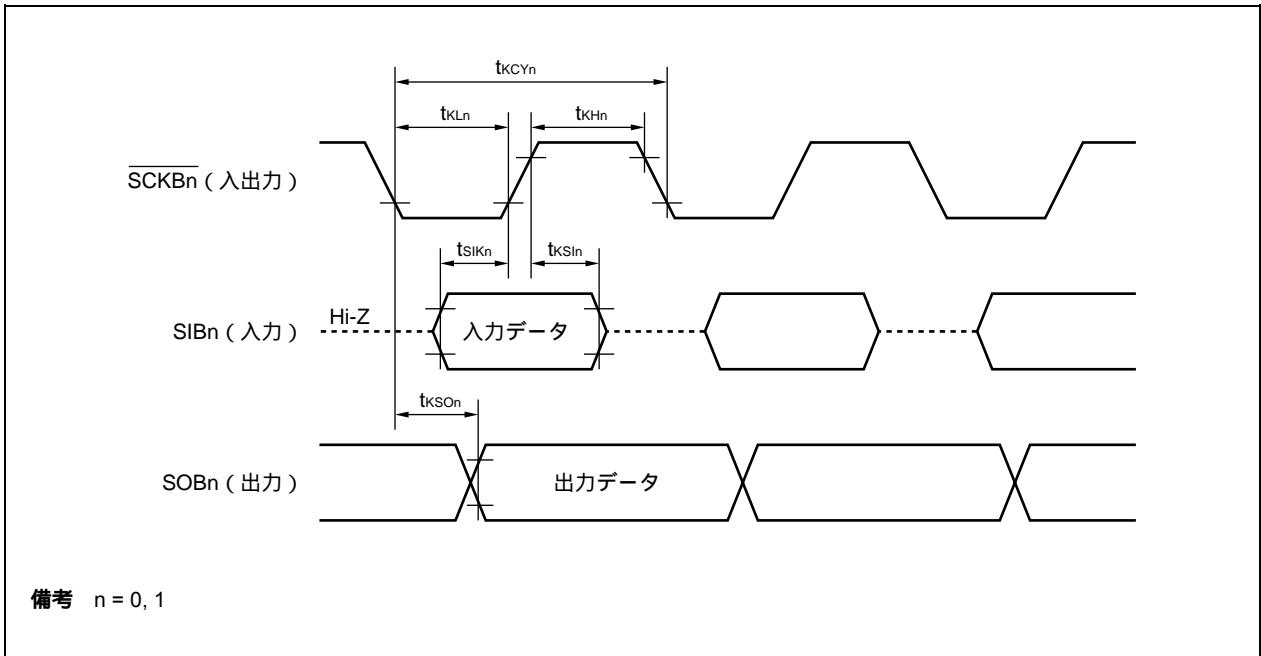 tKCYn
tKLn
tKHn
SCKBn（入出力）
tSIKn
tKSIn
Hi-Z
SIBn（入力）
入力データ
tKSOn
SOBn（出力）
出力データ
備考 n = 0, 1